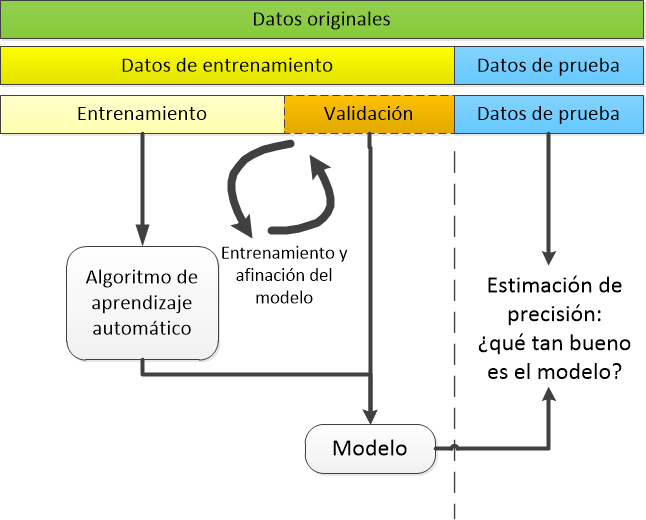 Datos originales
Datos de entrenamiento
Datos de prueba
Entrenamiento
Validación
Datos de prueba
Entrenamiento y
afinación del
modelo
Algoritmo de
aprendizaje
automático
Estimación de
precisión:
¿qué tan bueno
es el modelo?
Modelo